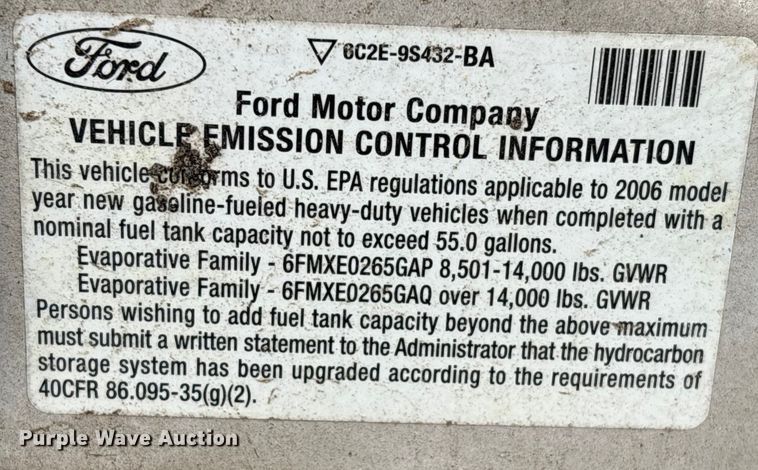 Ford
6C2E-9S432-BA
Ford Motor Company
VEHICLE EMISSION CONTROL INFORMATION
This vehicle conforms to U.S. EPA regulations applicable to 2006 model
year new gasoline-fueled heavy-duty vehicles when completed with a
nominal fuel tank capacity not to exceed 55.0 gallons.
Evaporative Family - 6FMXE0265GAP 8,501-14,000 lbs. GVWR
Evaporative Family - 6FMXE0265GAQ over 14,000 lbs. GVWR
Persons wishing to add fuel tank capacity beyond the above maximum
must submit a written statement to the Administrator that the hydrocarbon
storage system has been upgraded according to the requirements of
40CFR 86.095-35(g)(2).
Purple Wave Auction